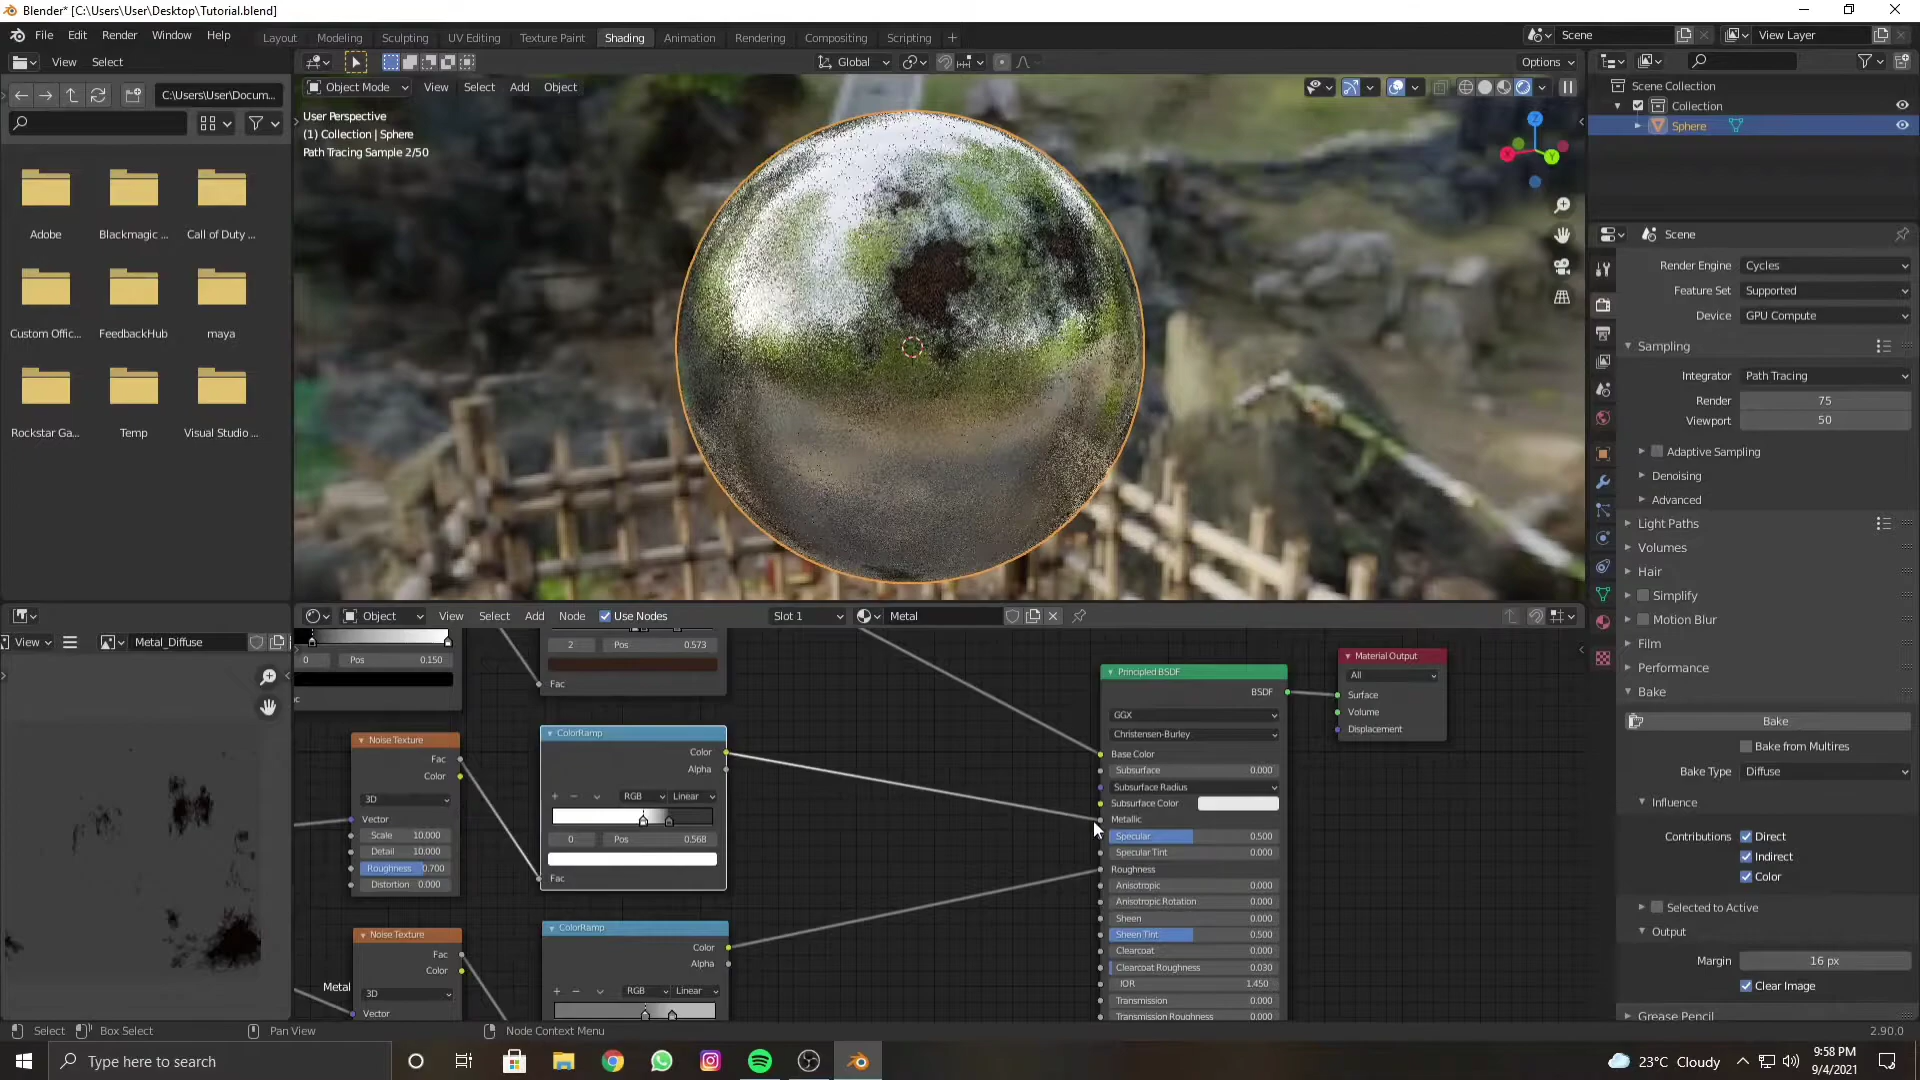 Blender* [C:\Users\User\Desktop\Tutorial.blend]
File Edit Render Window Help
Layout Modeling Sculpting UV Editing Texture Paint Shading Animation Rendering Compositing Scripting +
Scene
View Layer
View Select
Global
Options
C:\Users\User\Docum...
Object Mode View Select Add Object
User Perspective
(1) Collection | Sphere
Path Tracing Sample 2/50
Z
X
Y
Adobe
Blackmagic ...
Call of Duty ...
Custom Offic...
FeedbackHub
maya
Rockstar Ga...
Temp
Visual Studio ...
Scene Collection
Collection
Sphere
Scene
Render Engine Cycles
Feature Set Supported
Device GPU Compute
Sampling
Integrator Path Tracing
Render 75
Viewport 50
Adaptive Sampling
Denoising
Advanced
Light Paths
Volumes
Hair
Simplify
Motion Blur
Film
Performance
Bake
Bake
Bake from Multires
Bake Type Diffuse
Influence
Contributions Direct
Indirect
Color
Selected to Active
Output
Margin 16 px
Clear Image
Grease Pencil
View
Metal_Diffuse
Object View Select Add Node Use Nodes
Slot 1
Metal
0 Pos 0.150
2 Pos 0.573
Fac
Noise Texture
Fac
Color
3D
Vector
Scale 10.000
Detail 10.000
Roughness 0.700
Distortion 0.000
ColorRamp
Color
Alpha
RGB Linear
0 Pos 0.568
Fac
Noise Texture
Fac
Color
3D
Vector
Metal
ColorRamp
Color
Alpha
RGB Linear
Principled BSDF
BSDF
GGX
Christensen-Burley
Base Color
Subsurface 0.000
Subsurface Radius
Subsurface Color
Metallic
Specular 0.500
Specular Tint 0.000
Roughness
Anisotropic 0.000
Anisotropic Rotation 0.000
Sheen 0.000
Sheen Tint 0.500
Clearcoat 0.000
Clearcoat Roughness 0.030
IOR 1.450
Transmission 0.000
Transmission Roughness 0.000
Material Output
All
Surface
Volume
Displacement
Select
Box Select
Pan View
Node Context Menu
2.90.0
Type here to search
23°C Cloudy
9:58 PM
9/4/2021